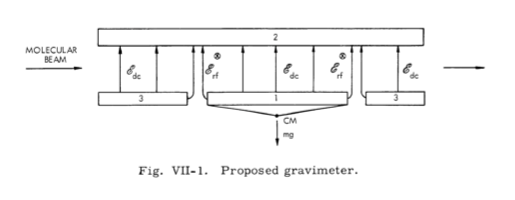 2
MOLECULAR
BEAM
ℰdc ⊗ ℰrf ℰdc ⊗ ℰrf ℰdc
3 1 3
CM
mg
Fig. VII-1. Proposed gravimeter.